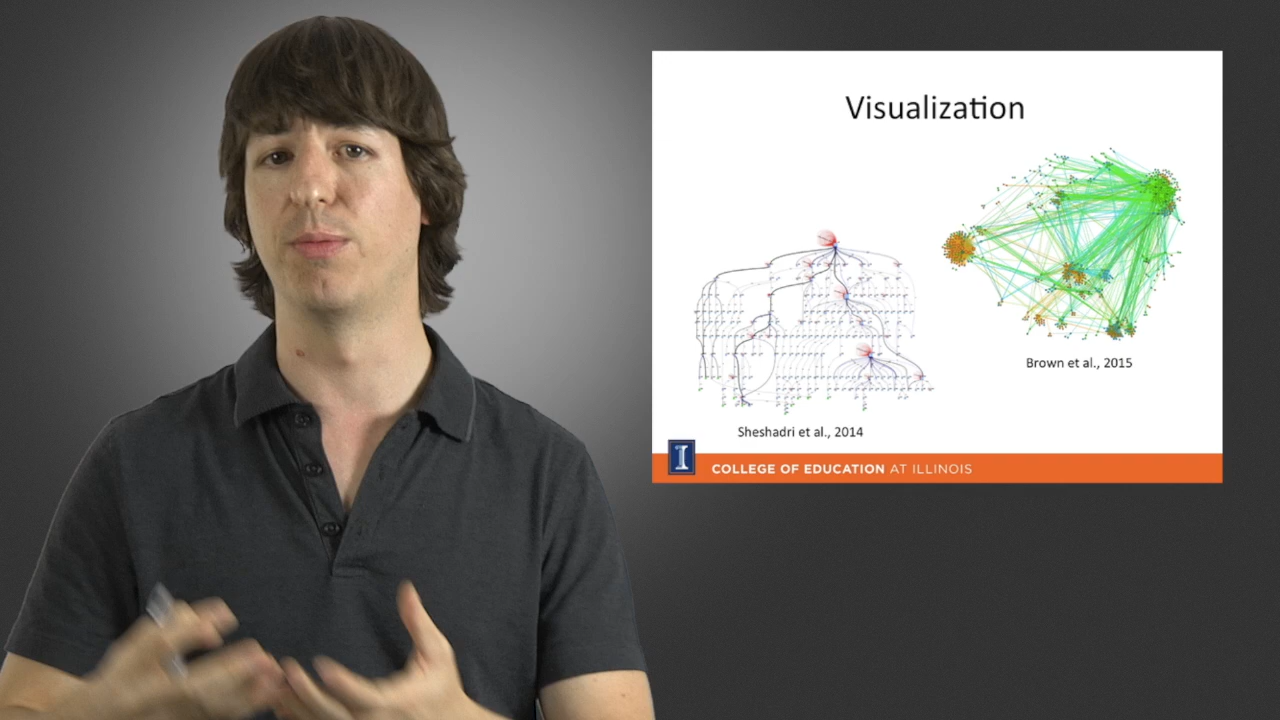 Visualization
Brown et al., 2015
Sheshadri et al., 2014
I
COLLEGE OF EDUCATION AT ILLINOIS